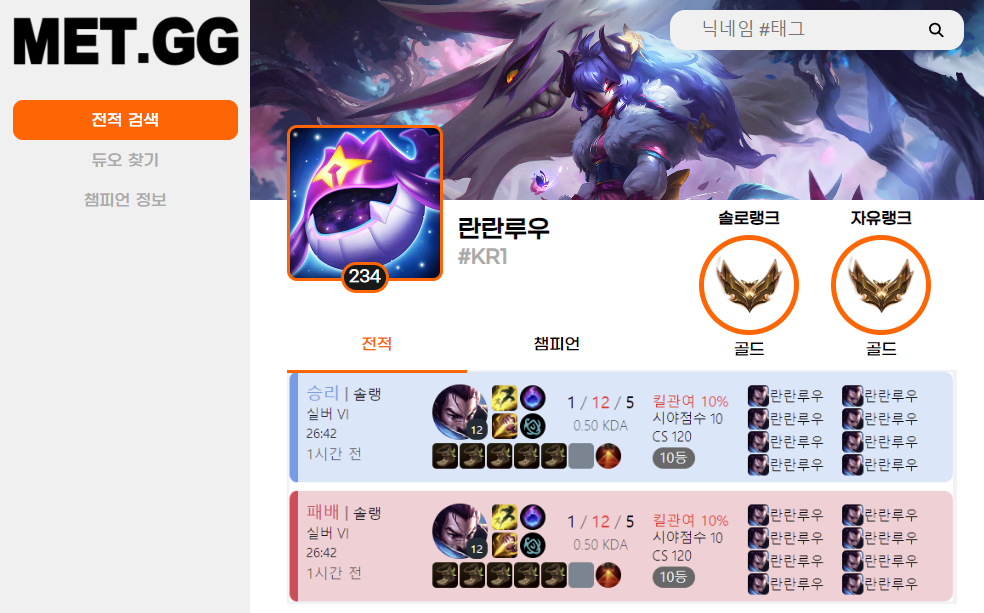 MET.GG
전적 검색
듀오 찾기
챔피언 정보
닉네임 #태그
란란루우
#KR1
234
솔로랭크
자유랭크
골드
골드
전적
챔피언
승리 | 솔랭
실버 VI
26:42
1시간 전
12
1 / 12 / 5
0.50 KDA
킬관여 10%
시야점수 10
CS 120
10등
란란루우 란란루우
란란루우 란란루우
란란루우 란란루우
란란루우 란란루우
패배 | 솔랭
실버 VI
26:42
1시간 전
12
1 / 12 / 5
0.50 KDA
킬관여 10%
시야점수 10
CS 120
10등
란란루우 란란루우
란란루우 란란루우
란란루우 란란루우
란란루우 란란루우